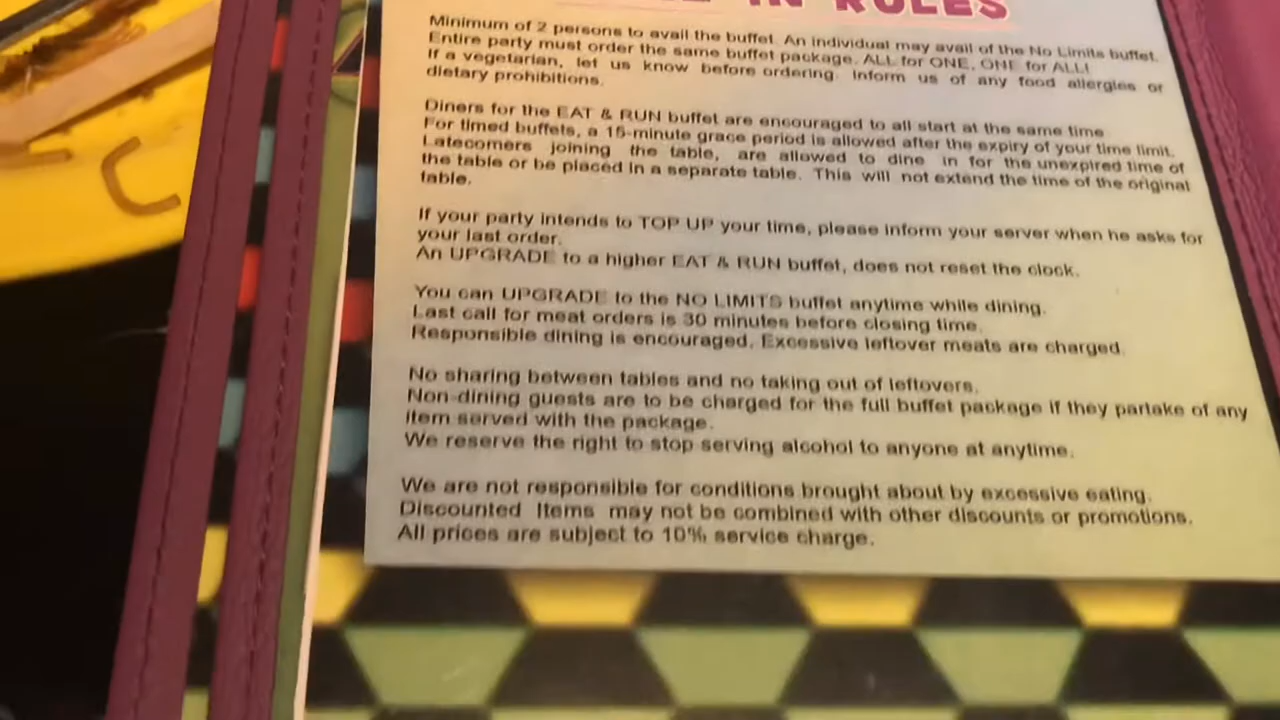 IN RULES
Minimum of 2 persons to avail the buffet. An individual may avail of the No Limits buffet.
Entire party must order the same buffet package. ALL for ONE, ONE for ALL!
If a vegetarian, let us know before ordering. Inform us of any food allergies or
dietary prohibitions.
Diners for the EAT & RUN buffet are encouraged to all start at the same time.
For timed buffets, a 15-minute grace period is allowed after the expiry of your time limit.
Latecomers joining the table, are allowed to dine in for the unexpired time of
the table or be placed in a separate table. This will not extend the time of the original
table.
If your party intends to TOP UP your time, please inform your server when he asks for
your last order.
An UPGRADE to a higher EAT & RUN buffet, does not reset the clock.
You can UPGRADE to the NO LIMITS buffet anytime while dining.
Last call for meat orders is 30 minutes before closing time.
Responsible dining is encouraged. Excessive leftover meats are charged.
No sharing between tables and no taking out of leftovers.
Non-dining guests are to be charged for the full buffet package if they partake of any
item served with the package.
We reserve the right to stop serving alcohol to anyone at anytime.
We are not responsible for conditions brought about by excessive eating.
Discounted Items may not be combined with other discounts or promotions.
All prices are subject to 10% service charge.